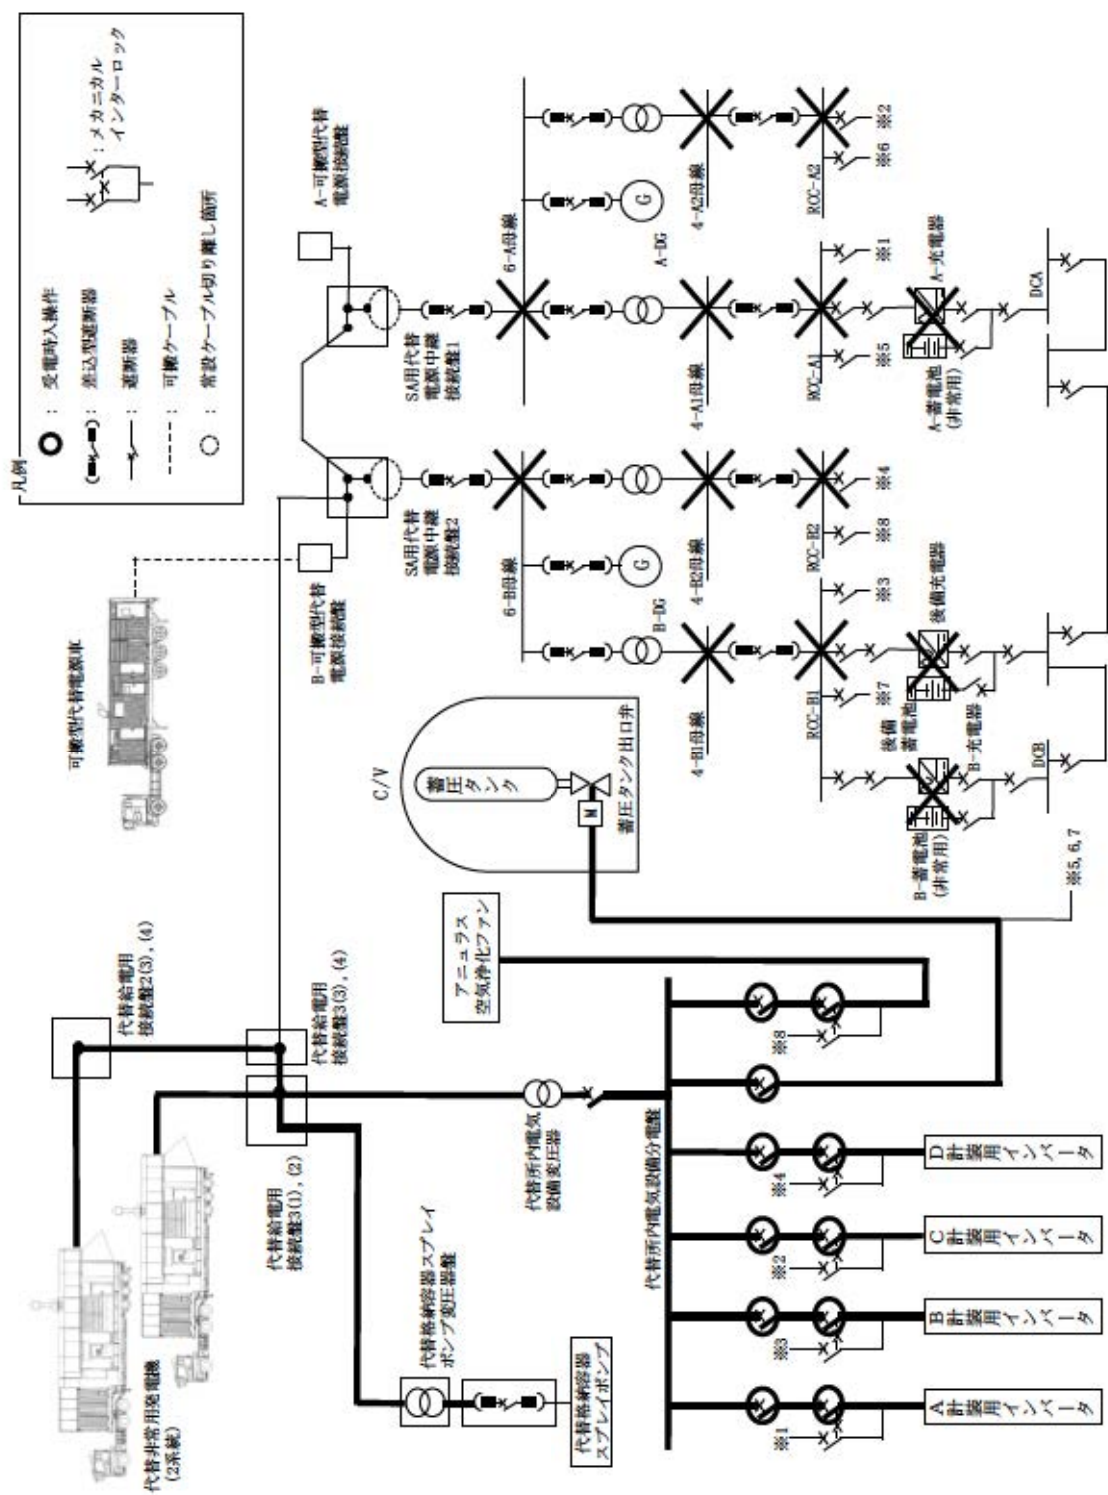 凡例
：受電時入操作
：差込型遮断器
：遮断器
：可搬ケーブル
：常設ケーブル切り離し箇所
：メカニカル
インターロック
可搬型代替電源車
A-可搬型代替
電源接続盤
B-可搬型代替
電源接続盤
SA用代替
電源中継
接続盤1
SA用代替
電源中継
接続盤2
6-A母線
6-B母線
G
A-DG
G
B-DG
4-A2母線
4-A1母線
4-B2母線
4-B1母線
RCC-A2
RCC-A1
RCC-B2
RCC-B1
※2
※6
※1
※5
※4
※8
※3
※7
A-充電器
A-蓄電池
(非常用)
後備充電器
後備
蓄電池
B-充電器
B-蓄電池
(非常用)
DCA
DCB
※5,6,7
C/V
蓄圧タンク
M
蓄圧タンク出口弁
アニュラス
空気浄化ファン
代替給電用
接続盤2(3),(4)
代替給電用
接続盤3(3),(4)
代替給電用
接続盤3(1),(2)
代替非常用発電機
(2系統)
代替所内電気
設備変圧器
代替所内電気設備分電盤
代替格納容器スプレイ
ポンプ変圧器盤
代替格納容器
スプレイポンプ
※8
※4
※2
※3
※1
D
計装用インバータ
C
計装用インバータ
B
計装用インバータ
A
計装用インバータ